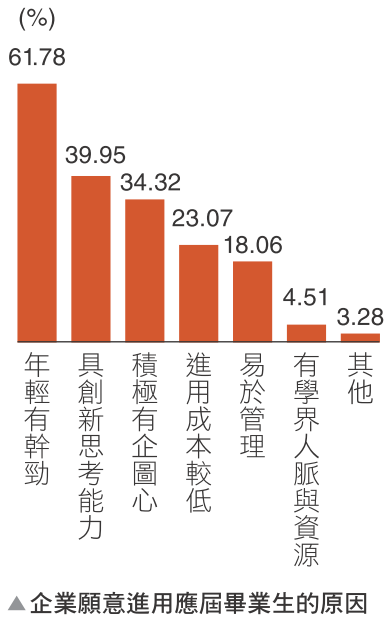 (%)
61.78
39.95
34.32
23.07
18.06
4.51
3.28
年輕有幹勁
具創新思考能力
積極有企圖心
進用成本較低
易於管理
有學界人脈與資源
其他
▲企業願意進用應屆畢業生的原因